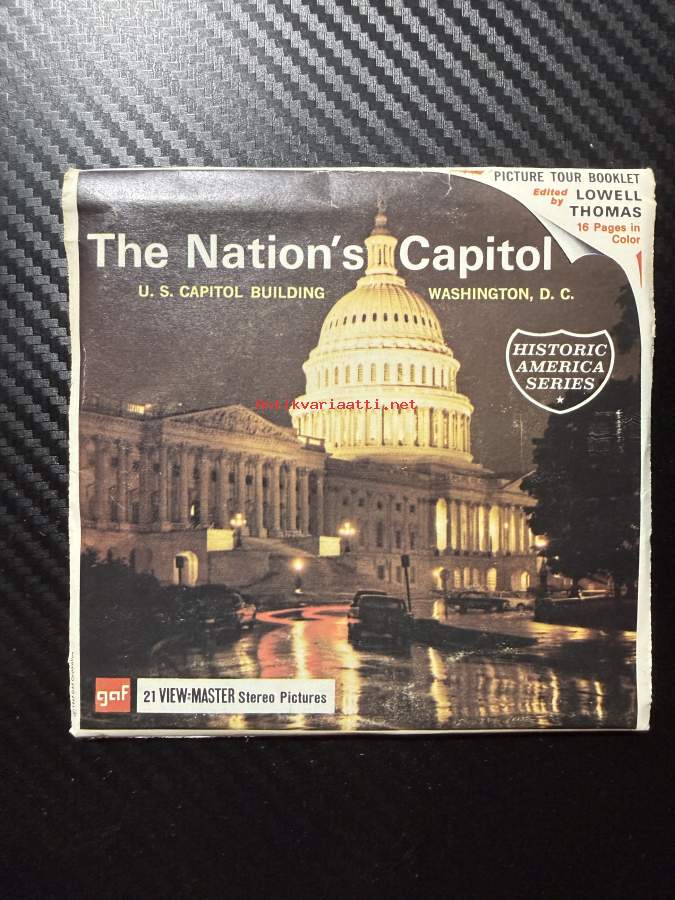 PICTURE TOUR BOOKLET
Edited by LOWELL THOMAS
16 Pages in Color
The Nation's Capitol
U. S. CAPITOL BUILDING WASHINGTON, D. C.
HISTORIC
AMERICA
SERIES
antikvariaatti.net
gaf
21 VIEW-MASTER Stereo Pictures